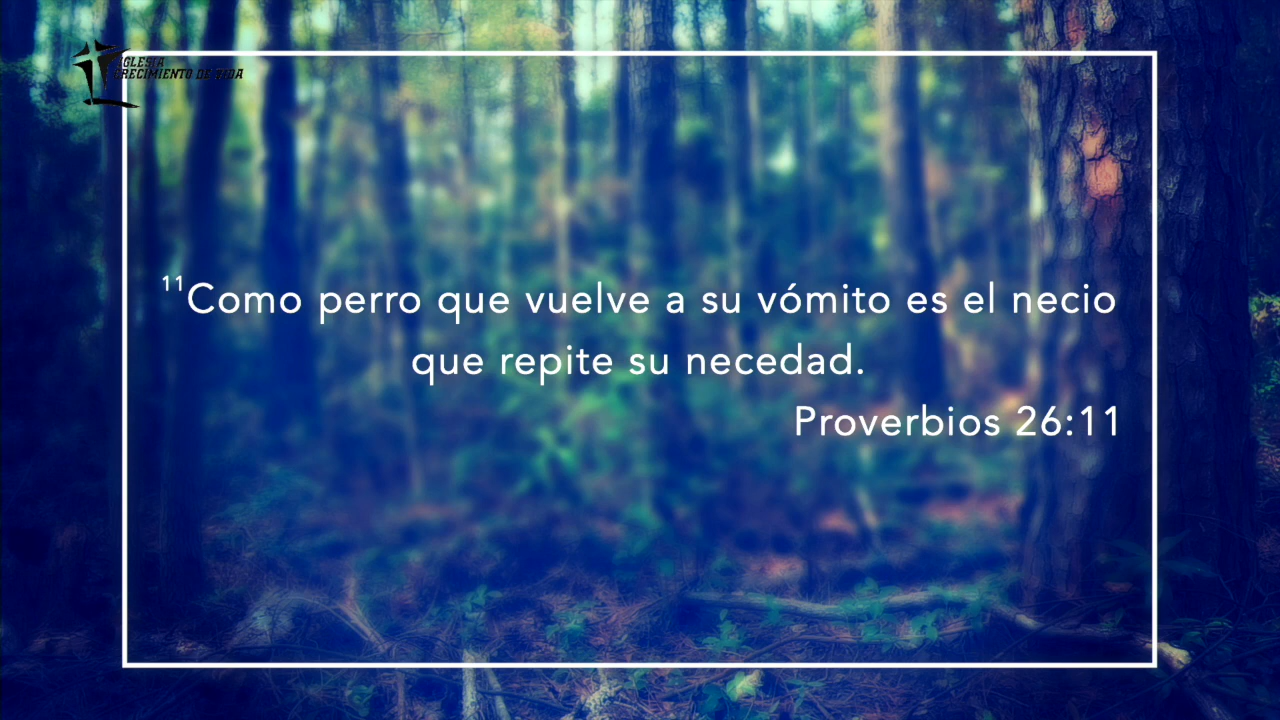 IGLESIA
CRECIMIENTO DE VIDA
¹¹Como perro que vuelve a su vómito es el necio
que repite su necedad.
Proverbios 26:11